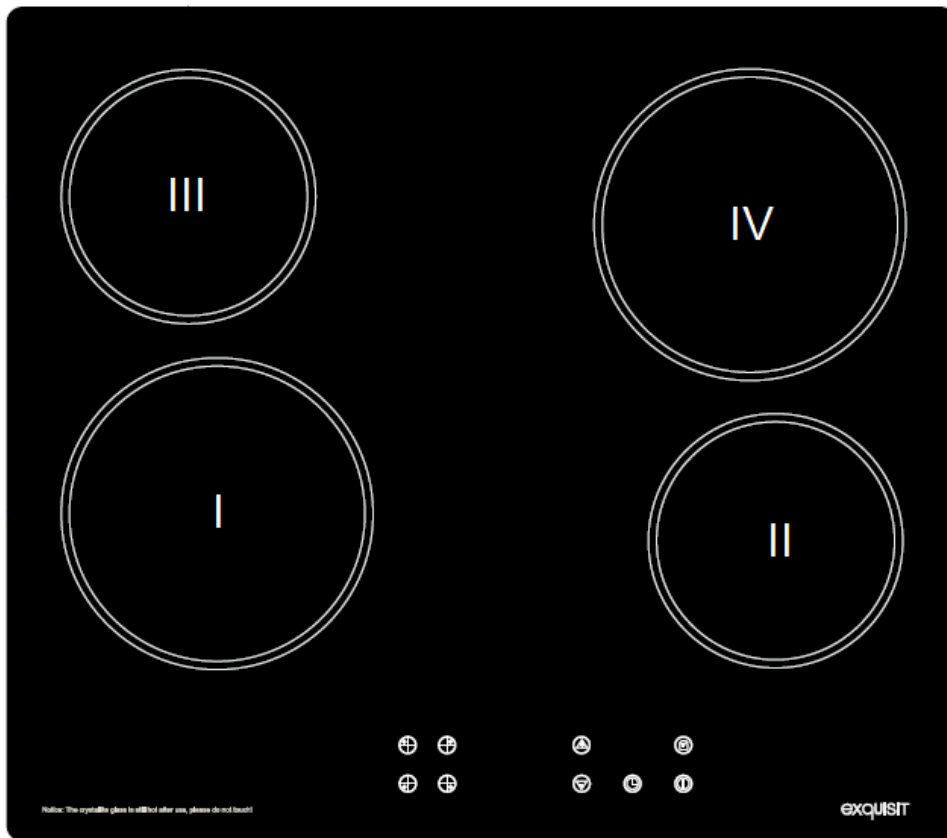 III
IV
I
II
Notice: The crystallite glass is still hot after use, please do not touch!
exquisit